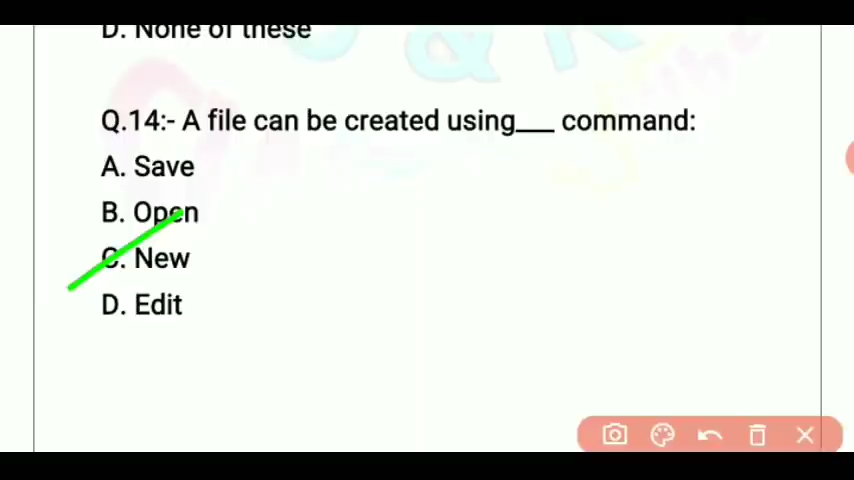 D. None of these
Q.14:- A file can be created using___ command:
A. Save
B. Open
C. New
D. Edit